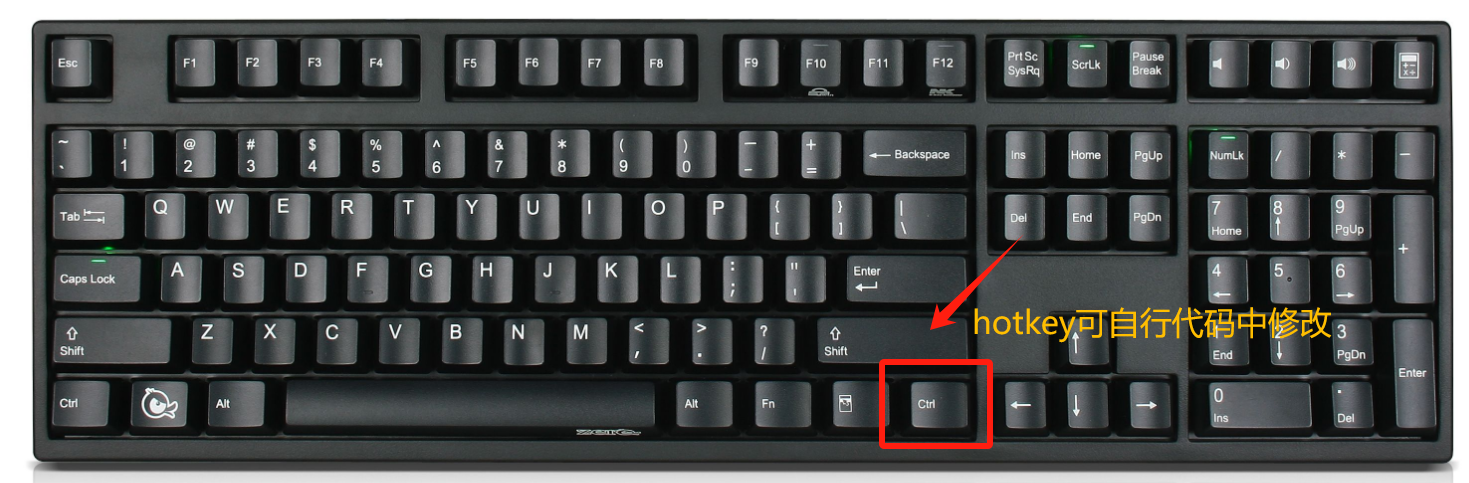 Esc F1 F2 F3 F4 F5 F6 F7 F8 F9 F10 F11 F12 Prt Sc SysRq ScrLk Pause Break
~ ` ! 1 @ 2 # 3 $ 4 % 5 ^ 6 & 7 * 8 ( 9 ) 0 — - + = ← Backspace Ins Home PgUp NumLk / * −
Tab Q W E R T Y U I O P { [ } ] | \ Del End PgDn 7 Home 8 ↑ 9 PgUp +
Caps Lock A S D F G H J K L : ; " ' Enter 4 ← 5 6 →
hotkey可自行代码中修改
⇧ Shift Z X C V B N M < , > . ? / ⇧ Shift ↑ End 2 ↓ 3 PgDn Enter
Ctrl Alt Alt Fn Ctrl ← ↓ → 0 Ins . Del